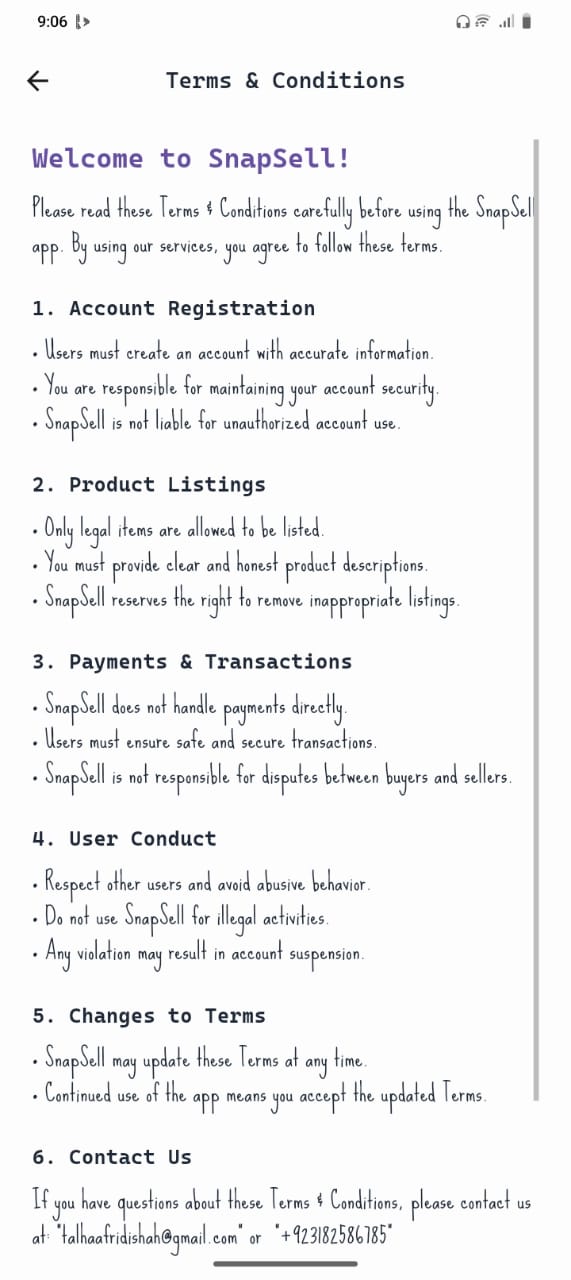 9:06
Terms & Conditions
Welcome to SnapSell!
Please read these Terms & Conditions carefully before using the SnapSell
app. By using our services, you agree to follow these terms.
1. Account Registration
• Users must create an account with accurate information.
• You are responsible for maintaining your account security.
• SnapSell is not liable for unauthorized account use.
2. Product Listings
• Only legal items are allowed to be listed.
• You must provide clear and honest product descriptions.
• SnapSell reserves the right to remove inappropriate listings.
3. Payments & Transactions
• SnapSell does not handle payments directly.
• Users must ensure safe and secure transactions.
• SnapSell is not responsible for disputes between buyers and sellers.
4. User Conduct
• Respect other users and avoid abusive behavior.
• Do not use SnapSell for illegal activities.
• Any violation may result in account suspension.
5. Changes to Terms
• SnapSell may update these Terms at any time.
• Continued use of the app means you accept the updated Terms.
6. Contact Us
If you have questions about these Terms & Conditions, please contact us
at: "talhaafridishah@gmail.com" or "+923182586785"